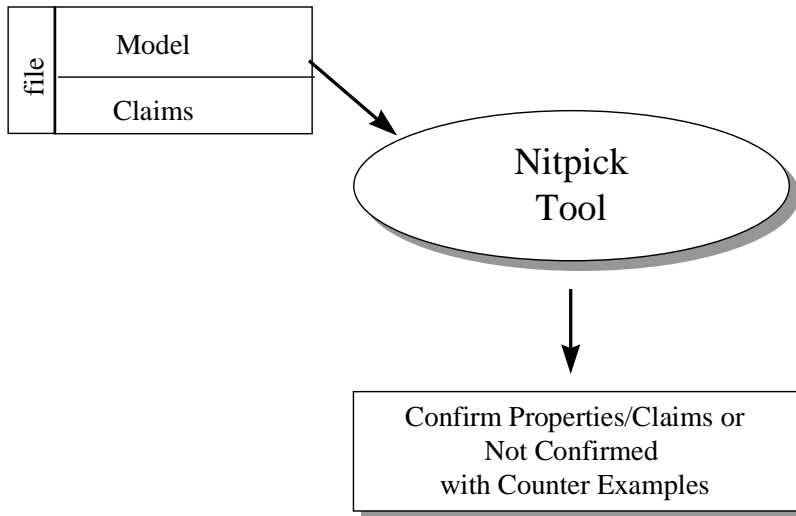 file
Model
Claims
Nitpick
Tool
Confirm Properties/Claims or
Not Confirmed
with Counter Examples